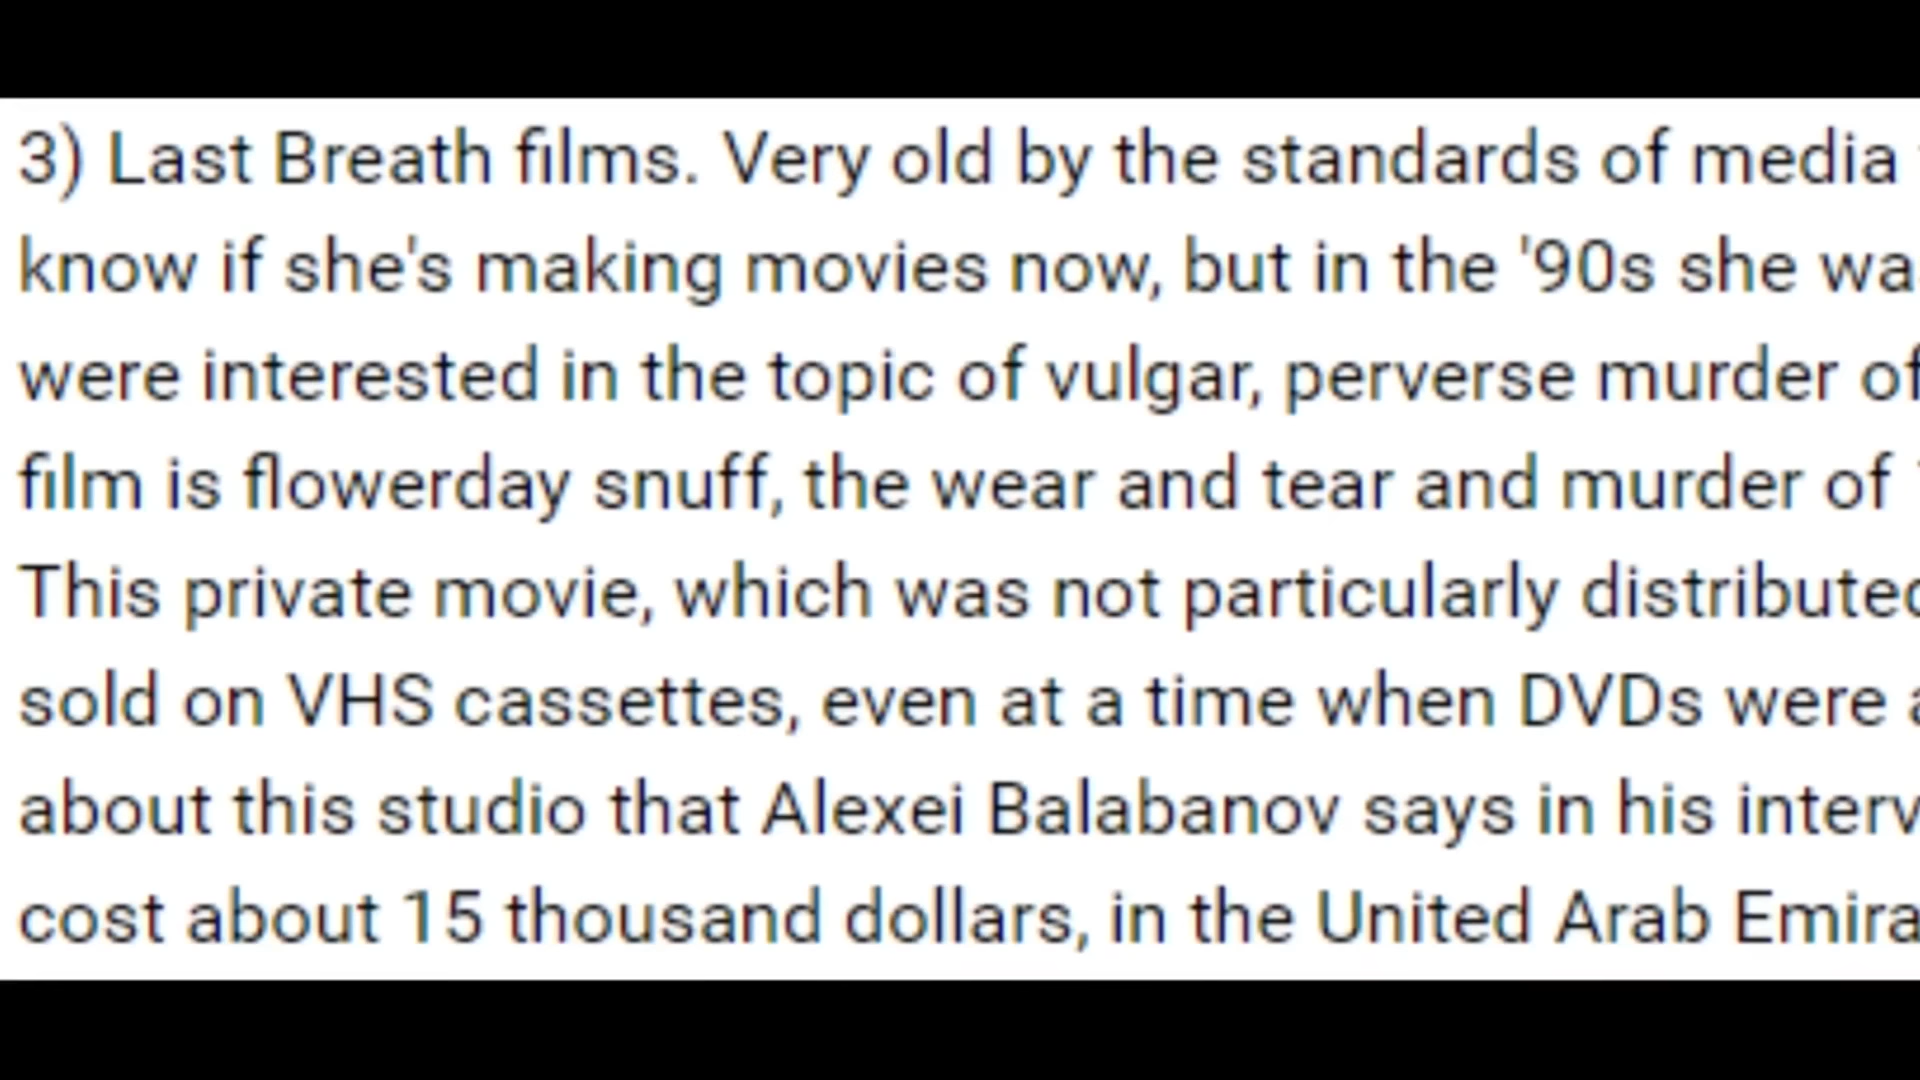 3) Last Breath films. Very old by the standards of media
know if she's making movies now, but in the '90s she wa
were interested in the topic of vulgar, perverse murder of
film is flowerday snuff, the wear and tear and murder of
This private movie, which was not particularly distributed
sold on VHS cassettes, even at a time when DVDs were
about this studio that Alexei Balabanov says in his interv
cost about 15 thousand dollars, in the United Arab Emira